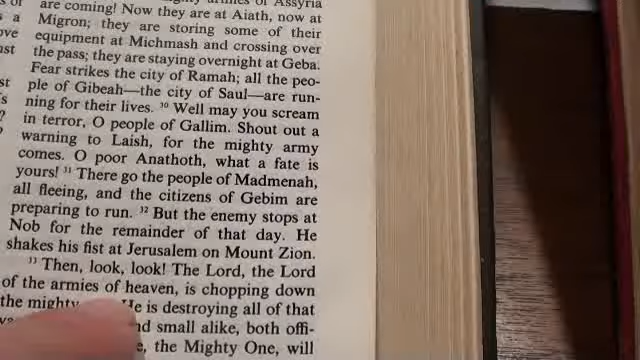 of armies of Assyria
are coming! Now they are at Aiath, now at
Migron; they are storing some of their
equipment at Michmash and crossing over
the pass; they are staying overnight at Geba.
Fear strikes the city of Ramah; all the peo-
ple of Gibeah—the city of Saul—are run-
ning for their lives. 30 Well may you scream
in terror, O people of Gallim. Shout out a
warning to Laish, for the mighty army
comes. O poor Anathoth, what a fate is
yours! 31 There go the people of Madmenah,
all fleeing, and the citizens of Gebim are
preparing to run. 32 But the enemy stops at
Nob for the remainder of that day. He
shakes his fist at Jerusalem on Mount Zion.
33 Then, look, look! The Lord, the Lord
of the armies of heaven, is chopping down
the mighty He is destroying all of that
and small alike, both offi-
the Mighty One, will